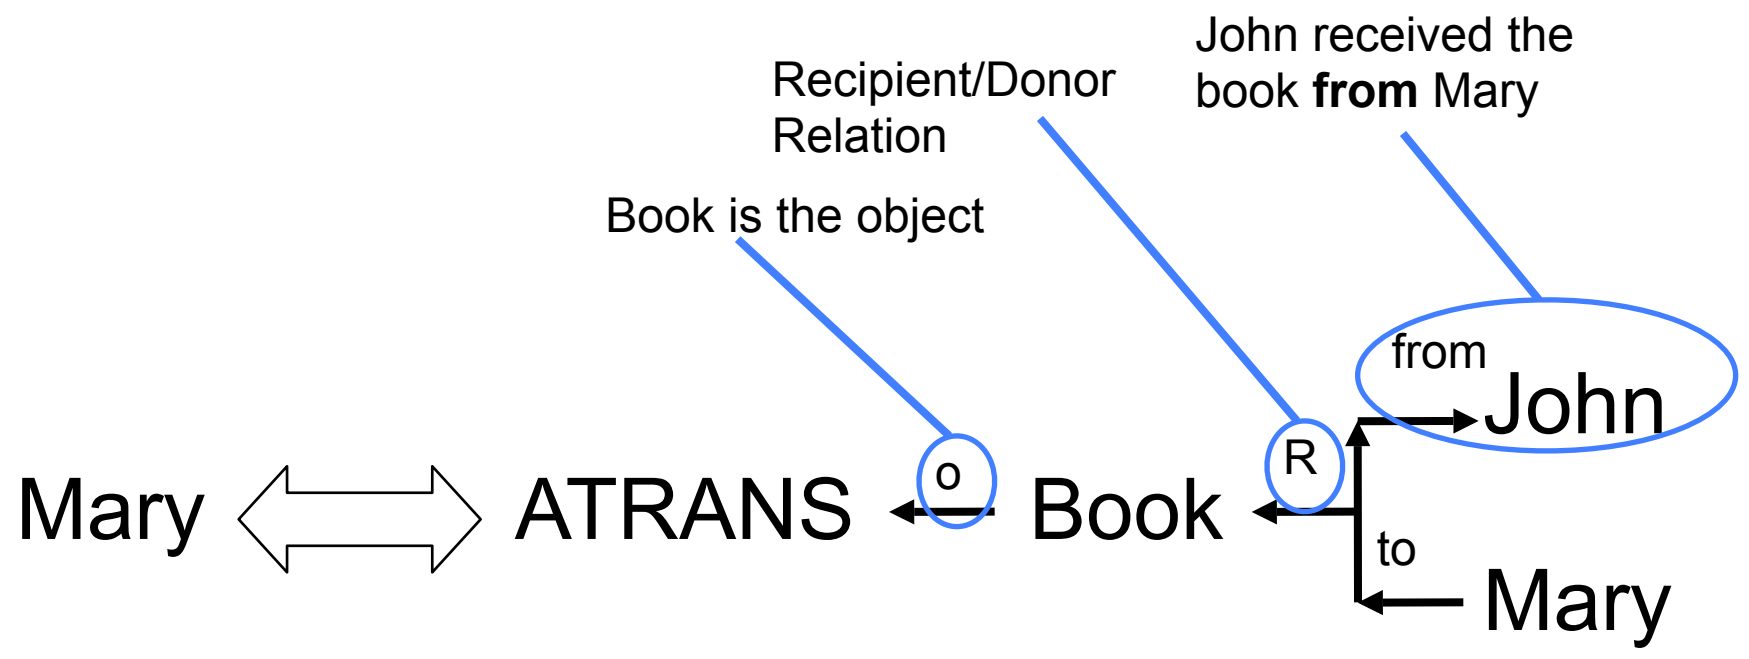 John received the
book from Mary
Recipient/Donor
Relation
Book is the object
from
John
R
o
Mary
ATRANS
Book
to
Mary